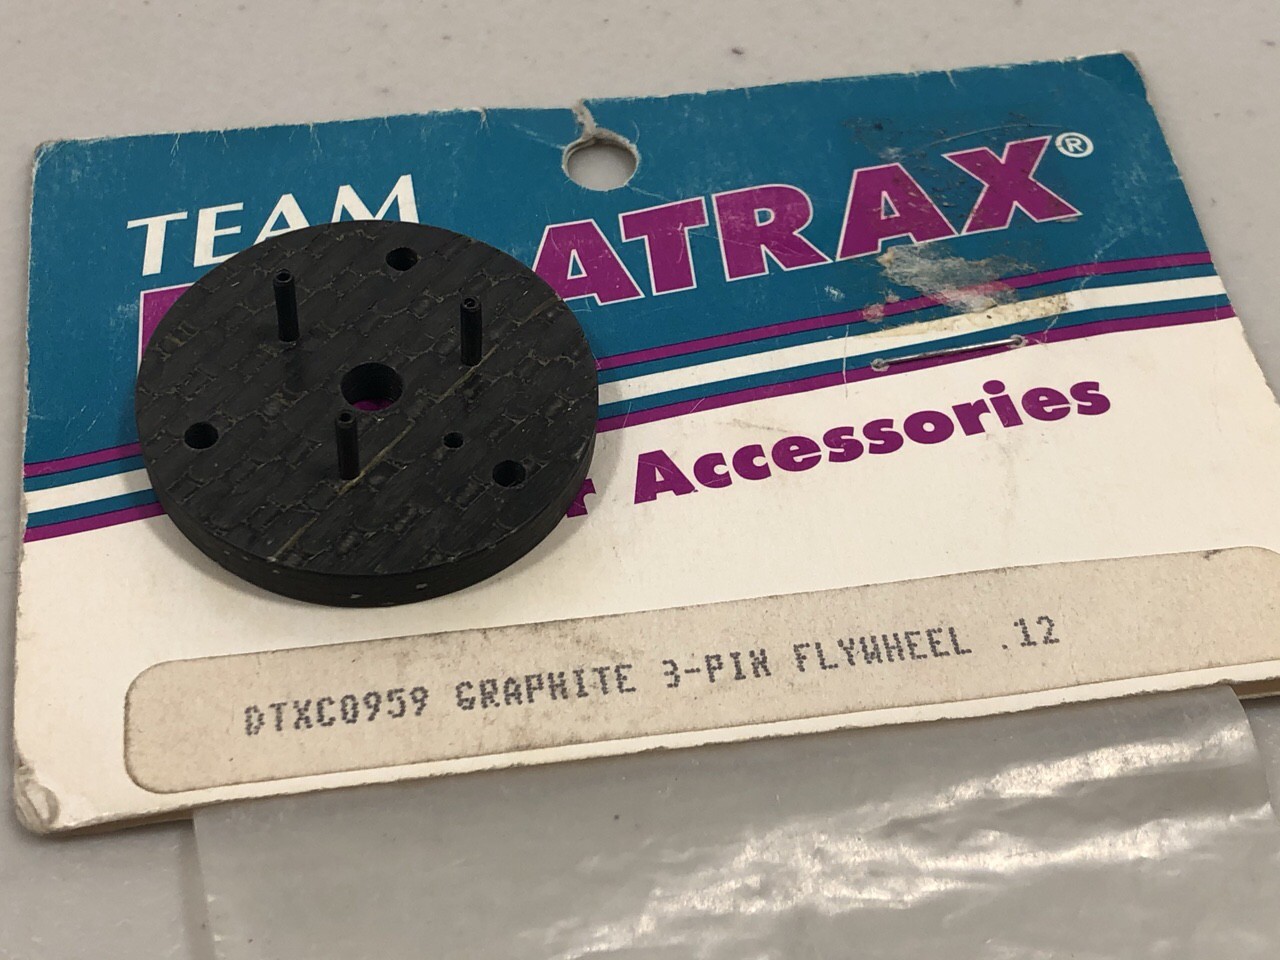 TEAM
ATRAX®
Accessories
DTXC0959 GRAPHITE 3-PIN FLYWHEEL .12